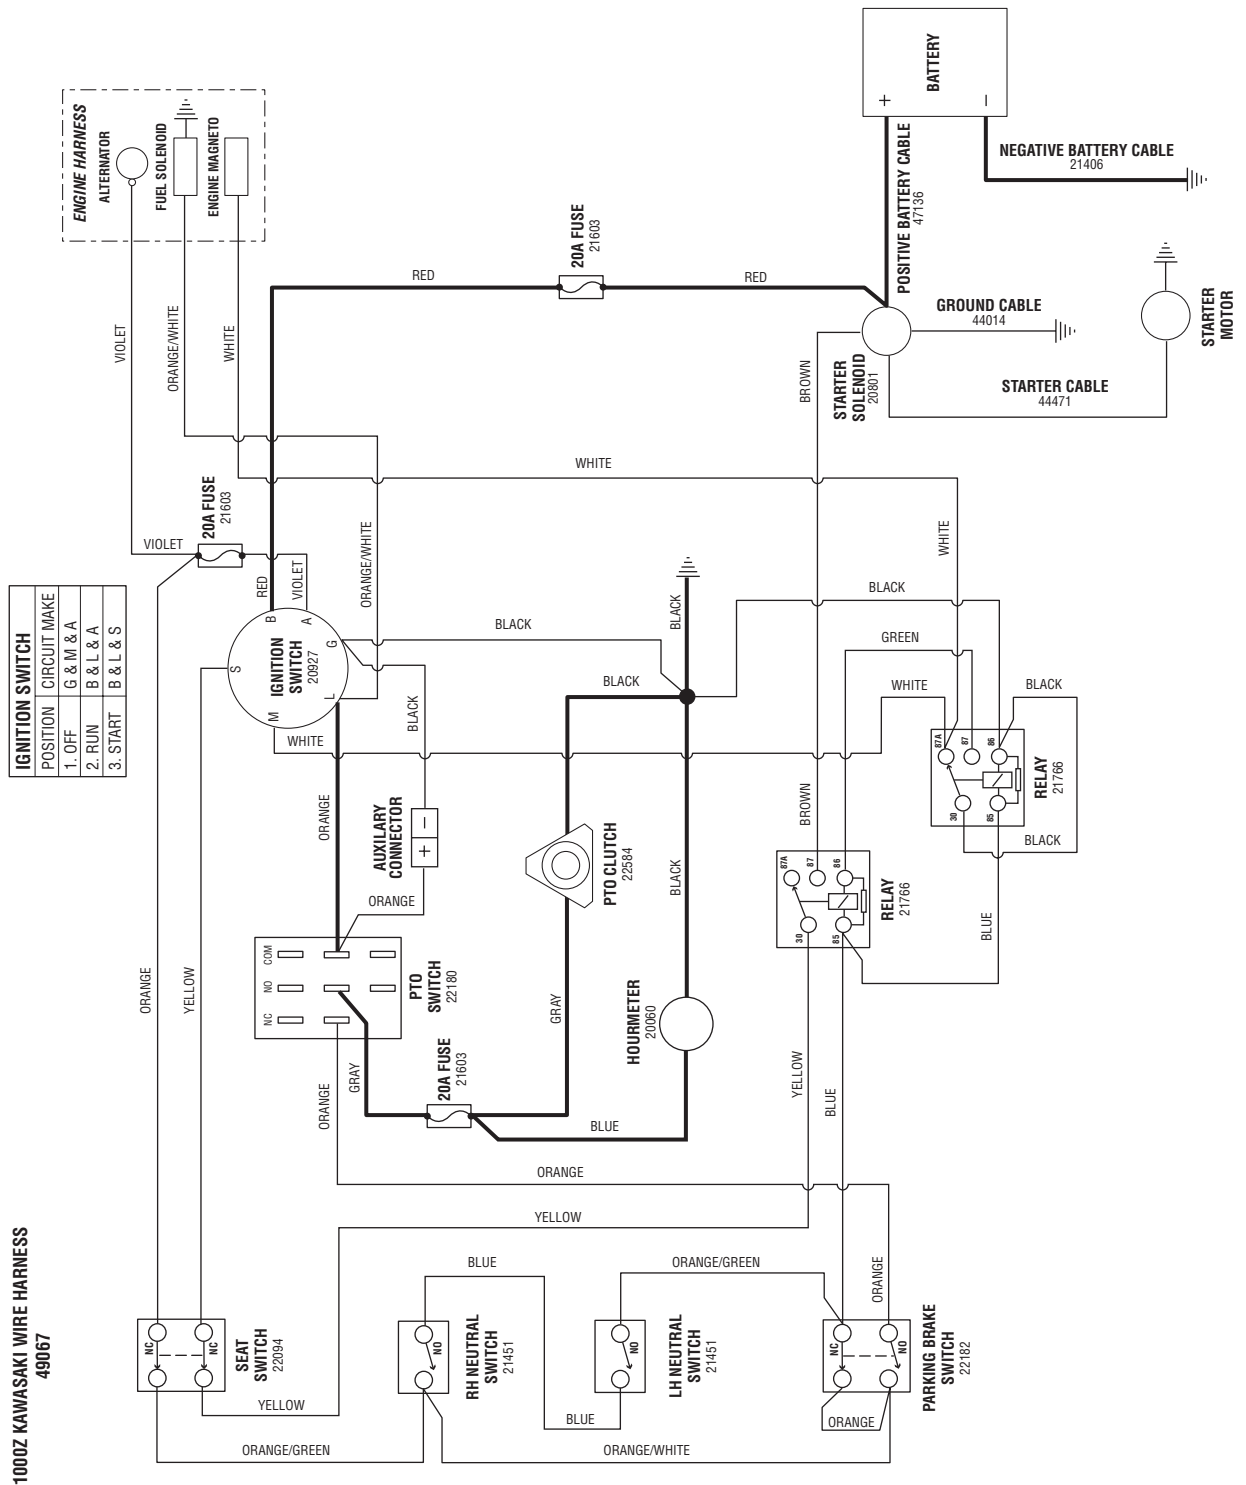 1000Z KAWASAKI WIRE HARNESS
49067
IGNITION SWITCH
POSITION CIRCUIT MAKE
1. OFF G & M & A
2. RUN B & L & A
3. START B & L & S
ENGINE HARNESS
ALTERNATOR
FUEL SOLENOID
ENGINE MAGNETO
VIOLET
ORANGE/WHITE
WHITE
BATTERY
+
−
POSITIVE BATTERY CABLE
47136
NEGATIVE BATTERY CABLE
21406
20A FUSE
21603
RED
RED
GROUND CABLE
44014
STARTER
MOTOR
STARTER
SOLENOID
20801
STARTER CABLE
44471
BROWN
WHITE
20A FUSE
21603
VIOLET
RED
VIOLET
ORANGE/WHITE
WHITE
BLACK
IGNITION
SWITCH
20927
B
A
G
L
M
S
BLACK
BLACK
BLACK
BLACK
GREEN
WHITE
BLACK
WHITE
ORANGE
AUXILARY
CONNECTOR
−
+
ORANGE
PTO CLUTCH
22584
BLACK
BROWN
87A
87
86
30
85
RELAY
21766
BLACK
87A
87
86
30
85
RELAY
21766
BLUE
COM
NO
NC
PTO
SWITCH
22180
ORANGE
YELLOW
GRAY
HOURMETER
20060
GRAY
20A FUSE
21603
ORANGE
BLUE
YELLOW
BLUE
ORANGE
YELLOW
BLUE
ORANGE/GREEN
ORANGE
NC
NC
SEAT
SWITCH
22094
NO
RH NEUTRAL
SWITCH
21451
NO
LH NEUTRAL
SWITCH
21451
NC
NO
PARKING BRAKE
SWITCH
22182
YELLOW
BLUE
ORANGE
ORANGE/GREEN
ORANGE/WHITE